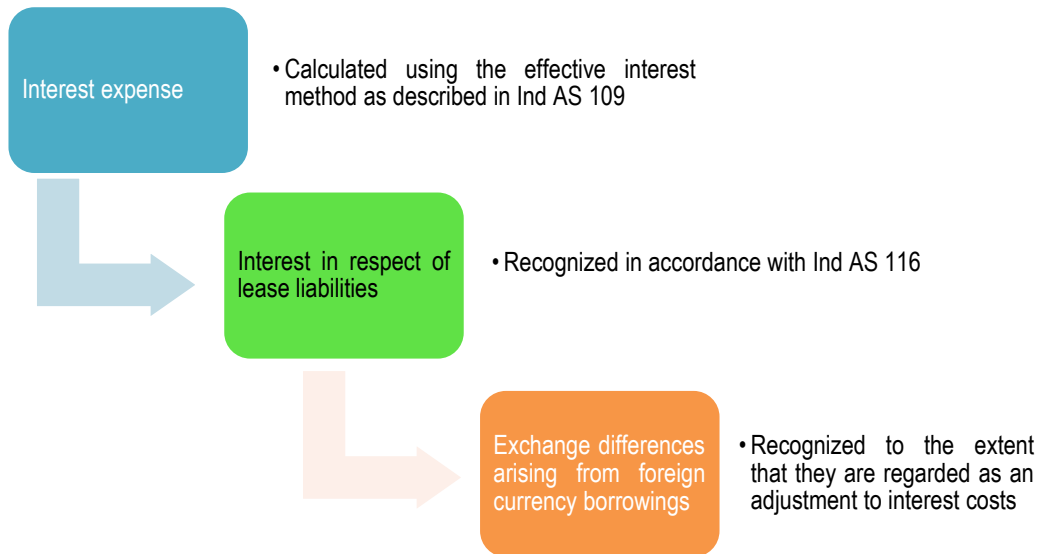 Interest expense
• Calculated using the effective interest
method as described in Ind AS 109
Interest in respect of
lease liabilities
• Recognized in accordance with Ind AS 116
Exchange differences
arising from foreign
currency borrowings
• Recognized to the extent
that they are regarded as an
adjustment to interest costs